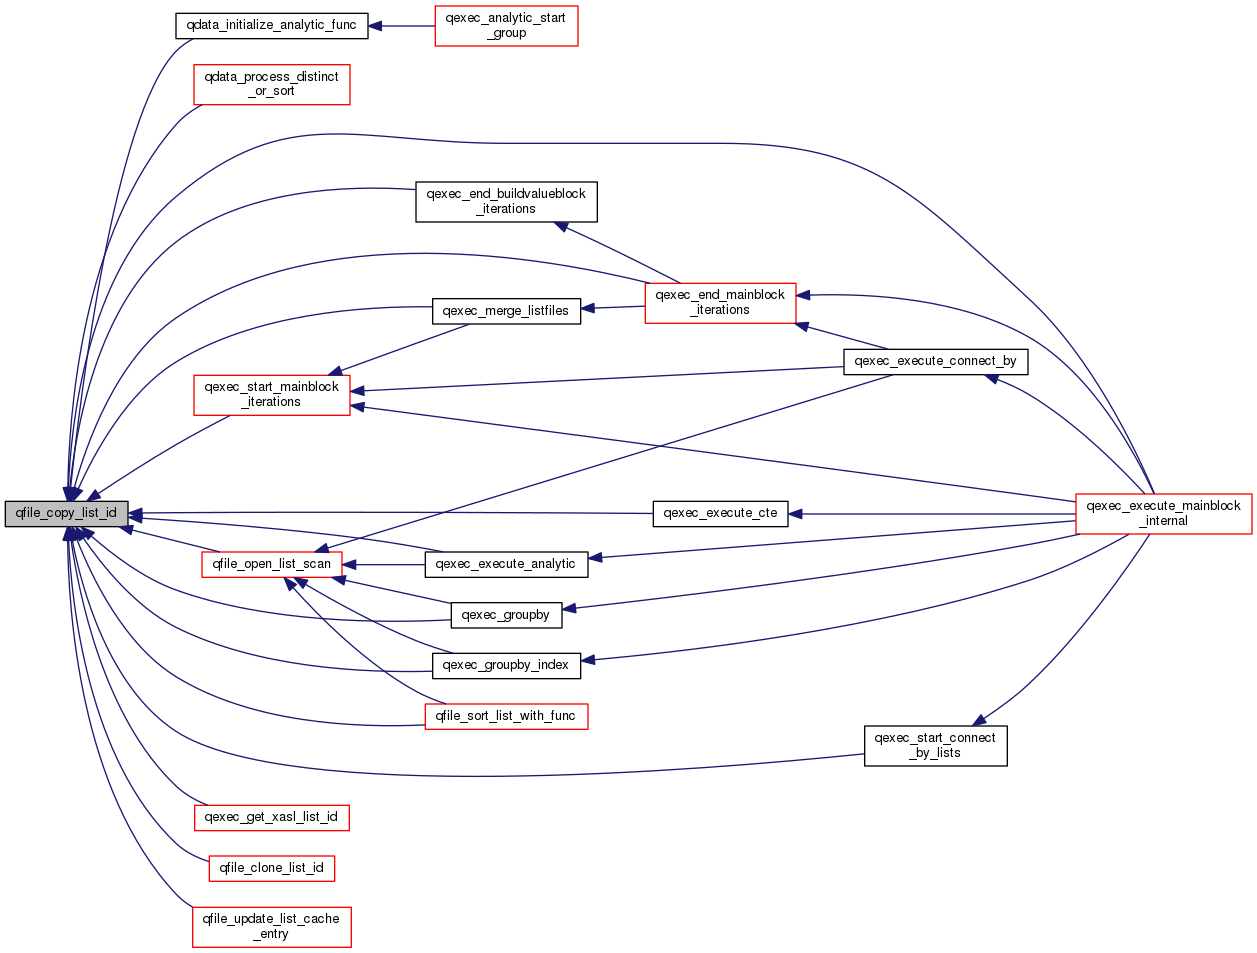 qdata_initialize_analytic_func
qexec_analytic_start
_group
qdata_process_distinct
_or_sort
qexec_end_buildvalueblock
_iterations
qexec_end_mainblock
_iterations
qexec_merge_listfiles
qexec_execute_connect_by
qexec_start_mainblock
_iterations
qfile_copy_list_id
qexec_execute_cte
qexec_execute_mainblock
_internal
qfile_open_list_scan
qexec_execute_analytic
qexec_groupby
qexec_groupby_index
qfile_sort_list_with_func
qexec_start_connect
_by_lists
qexec_get_xasl_list_id
qfile_clone_list_id
qfile_update_list_cache
_entry